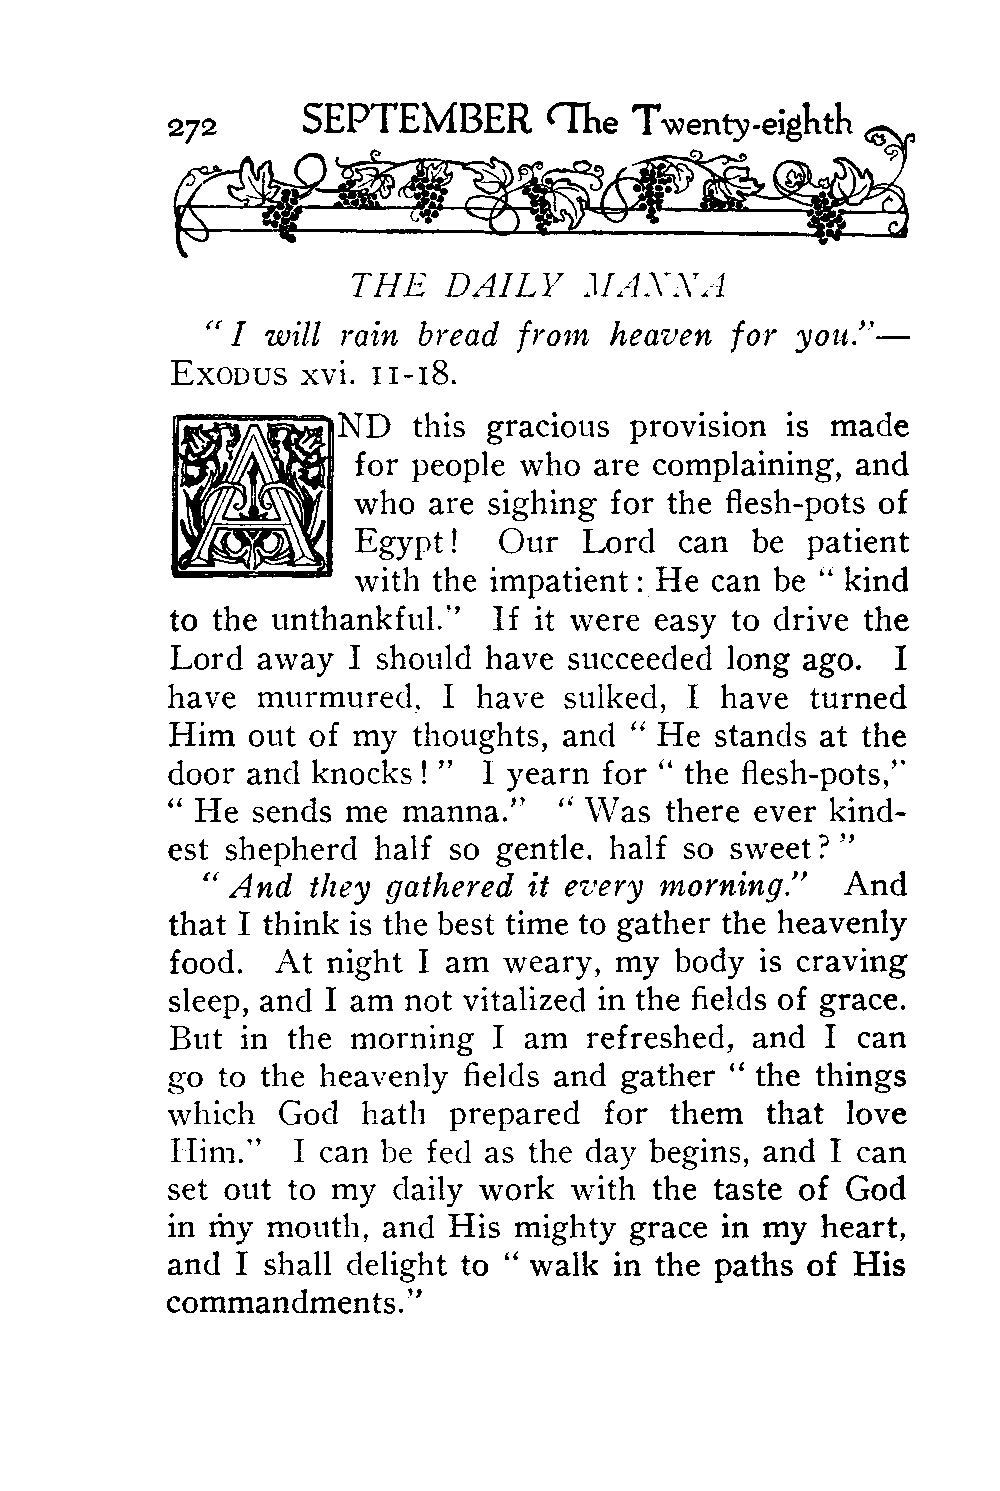 272 SEPTEMBER The Twenty-eighth
THE DAILY MANNA
“ I will rain bread from heaven for you.”—
EXODUS xvi. 11-18.
AND this gracious provision is made
for people who are complaining, and
who are sighing for the flesh-pots of
Egypt! Our Lord can be patient
with the impatient: He can be “ kind
to the unthankful.” If it were easy to drive the
Lord away I should have succeeded long ago. I
have murmured, I have sulked, I have turned
Him out of my thoughts, and “ He stands at the
door and knocks! ” I yearn for “ the flesh-pots,”
“ He sends me manna.” “ Was there ever kind-
est shepherd half so gentle, half so sweet? ”
“ And they gathered it every morning.” And
that I think is the best time to gather the heavenly
food. At night I am weary, my body is craving
sleep, and I am not vitalized in the fields of grace.
But in the morning I am refreshed, and I can
go to the heavenly fields and gather “ the things
which God hath prepared for them that love
Him.” I can be fed as the day begins, and I can
set out to my daily work with the taste of God
in my mouth, and His mighty grace in my heart,
and I shall delight to “ walk in the paths of His
commandments.”